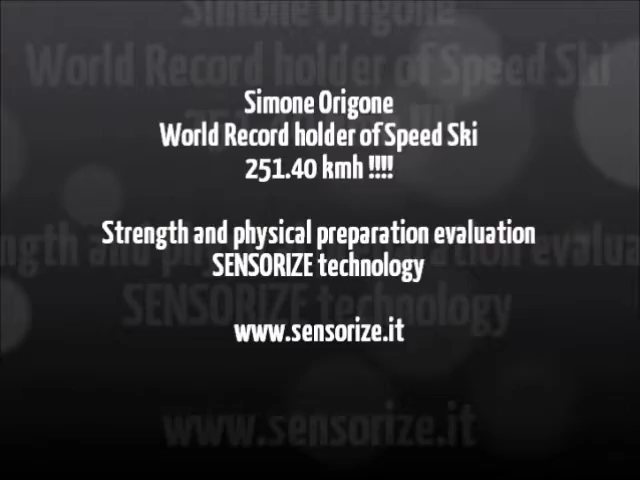 Simone Origone
World Record holder of Speed Ski
251.40 kmh !!!!
Strength and physical preparation evaluation
SENSORIZE technology
www.sensorize.it